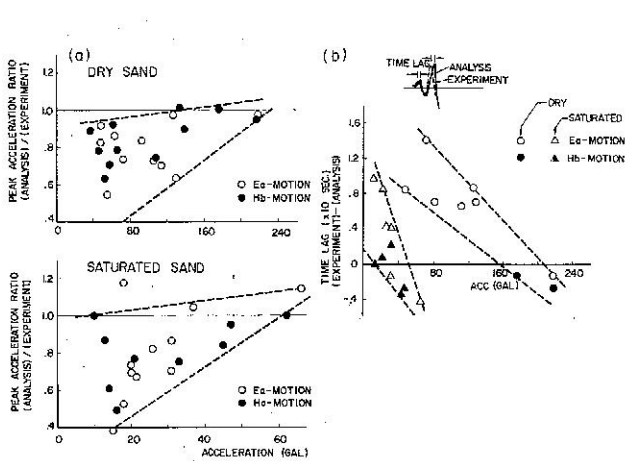 (a)
DRY SAND
PEAK ACCELERATION RATIO
(ANALYSIS)/(EXPERIMENT)
1.2
1.0
.8
.6
.4
○ Ea-MOTION
● Hb-MOTION
0 80 160 240
SATURATED SAND
PEAK ACCELERATION RATIO
(ANALYSIS)/(EXPERIMENT)
1.2
1.0
.8
.6
.4
○ Ea-MOTION
● Ha-MOTION
0 20 40 60
ACCELERATION (GAL)
(b)
TIME LAG
ANALYSIS
EXPERIMENT
DRY
SATURATED
○ △ Ea-MOTION
● ▲ Hb-MOTION
TIME LAG
(EXPERIMENT)-(ANALYSIS)
1.6
1.2
.8
.4
0
-.4
80 160 240
ACC (GAL)